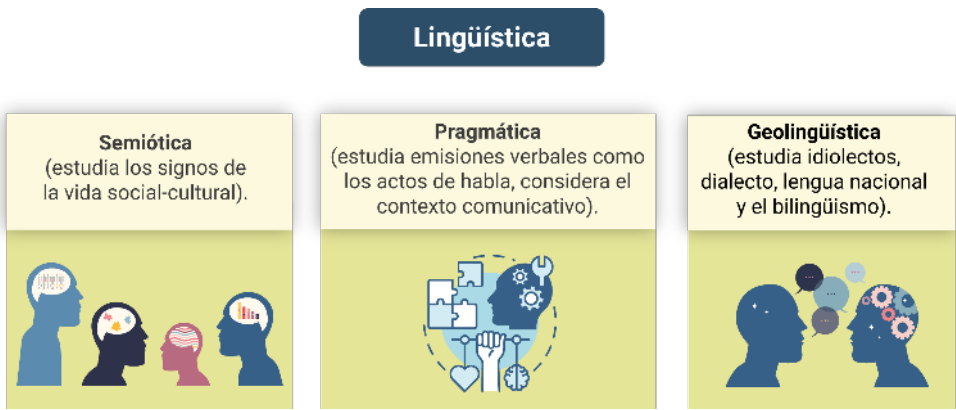 Lingüística
Semiótica
(estudia los signos de
la vida social-cultural).
Pragmática
(estudia emisiones verbales como
los actos de habla, considera el
contexto comunicativo).
Geolingüística
(estudia idiolectos,
dialecto, lengua nacional
y el bilingüismo).